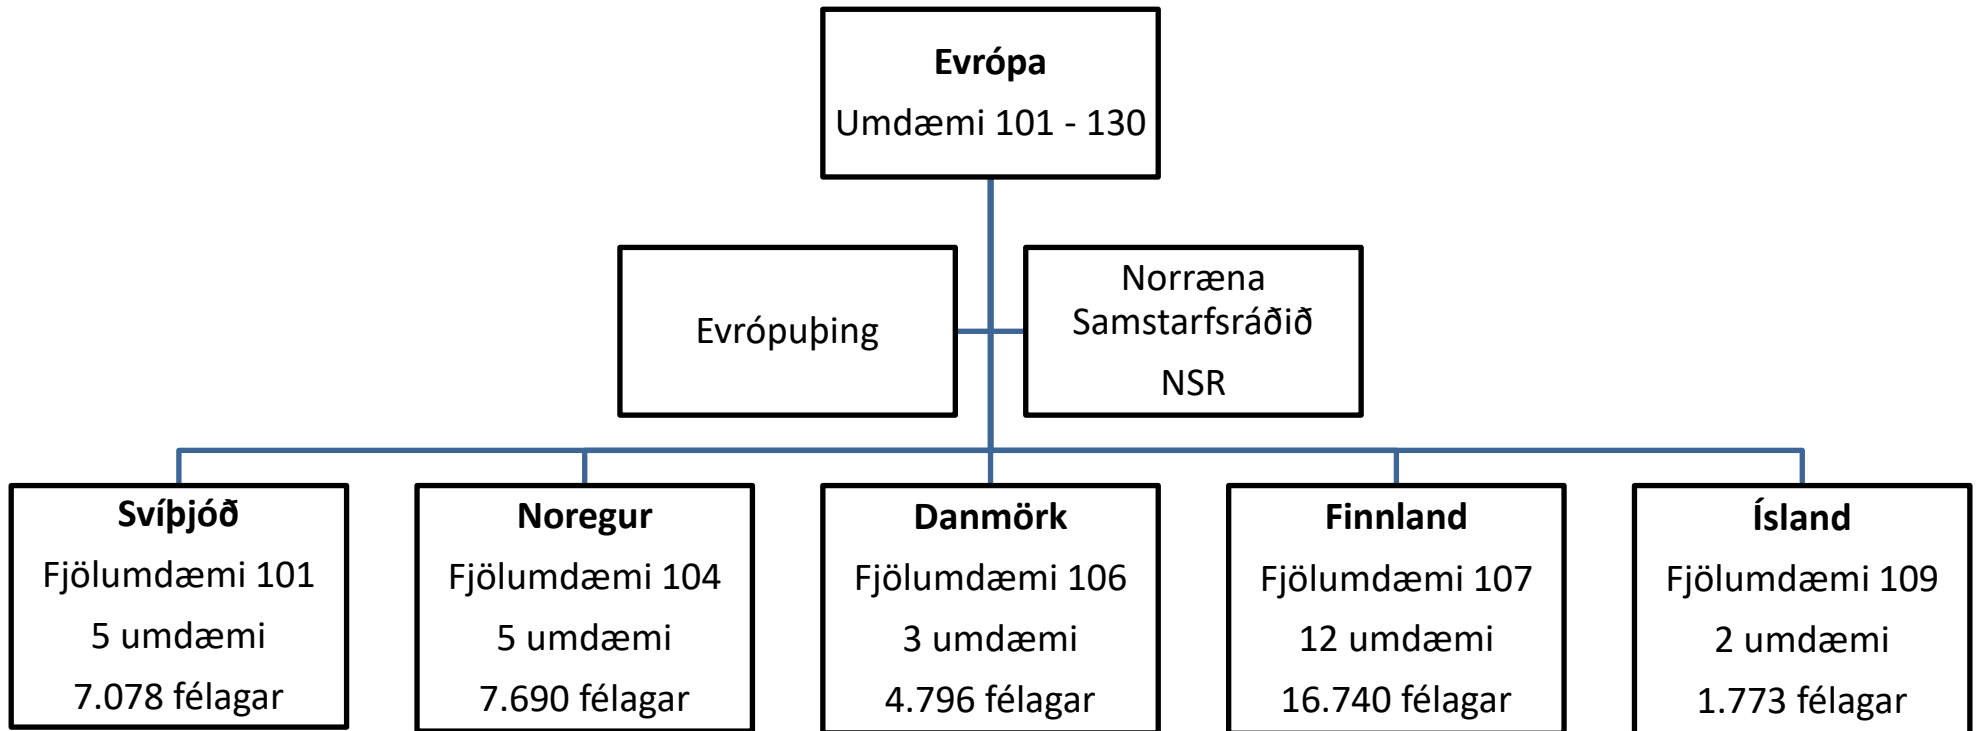 Evrópa
Umdæmi 101 - 130
Evrópuþing
Norræna
Samstarfsráðið
NSR
Svíþjóð
Fjölumdæmi 101
5 umdæmi
7.078 félagar
Noregur
Fjölumdæmi 104
5 umdæmi
7.690 félagar
Danmörk
Fjölumdæmi 106
3 umdæmi
4.796 félagar
Finnland
Fjölumdæmi 107
12 umdæmi
16.740 félagar
Ísland
Fjölumdæmi 109
2 umdæmi
1.773 félagar